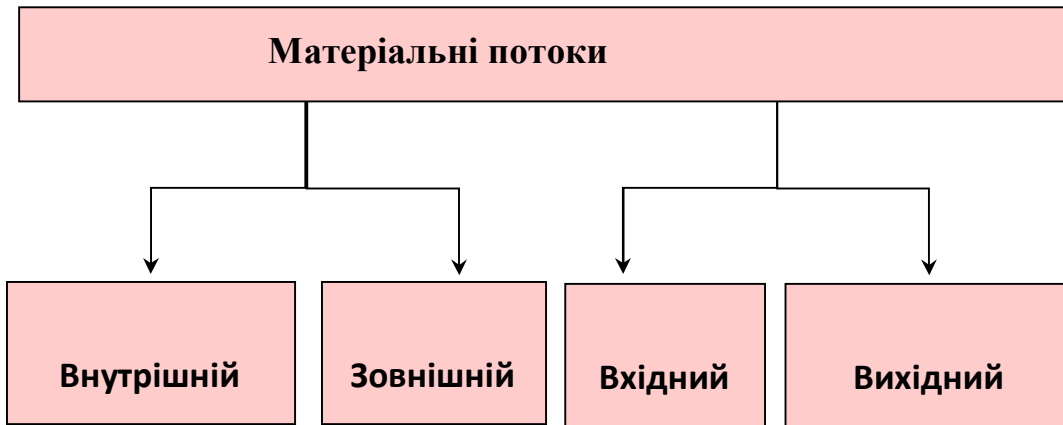 Матеріальні потоки
Внутрішній
Зовнішній
Вхідний
Вихідний